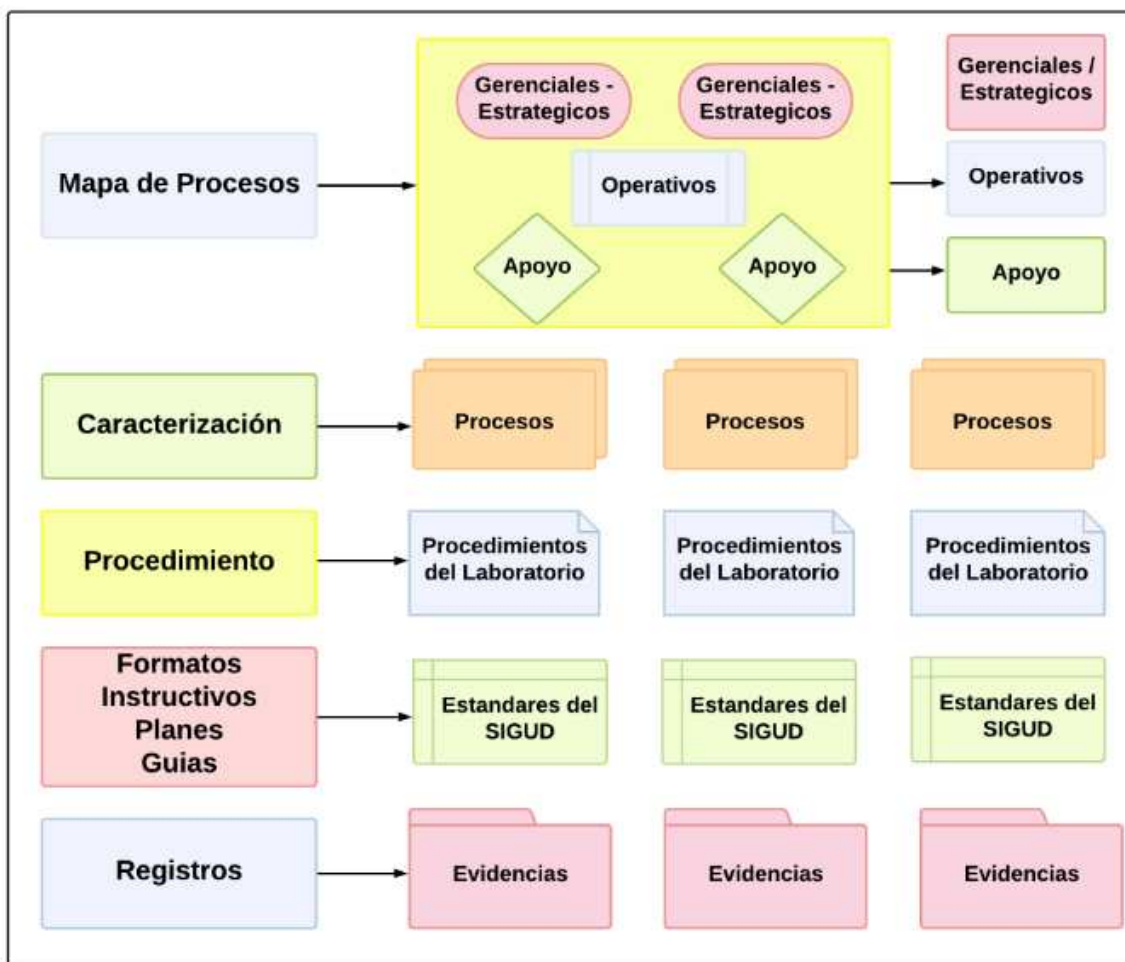 Gerenciales -
Estrategicos
Gerenciales -
Estrategicos
Gerenciales /
Estrategicos
Mapa de Procesos
Operativos
Operativos
Apoyo
Apoyo
Apoyo
Caracterización
Procesos
Procesos
Procesos
Procedimiento
Procedimientos
del Laboratorio
Procedimientos
del Laboratorio
Procedimientos
del Laboratorio
Formatos
Instructivos
Planes
Guias
Estandares del
SIGUD
Estandares del
SIGUD
Estandares del
SIGUD
Registros
Evidencias
Evidencias
Evidencias